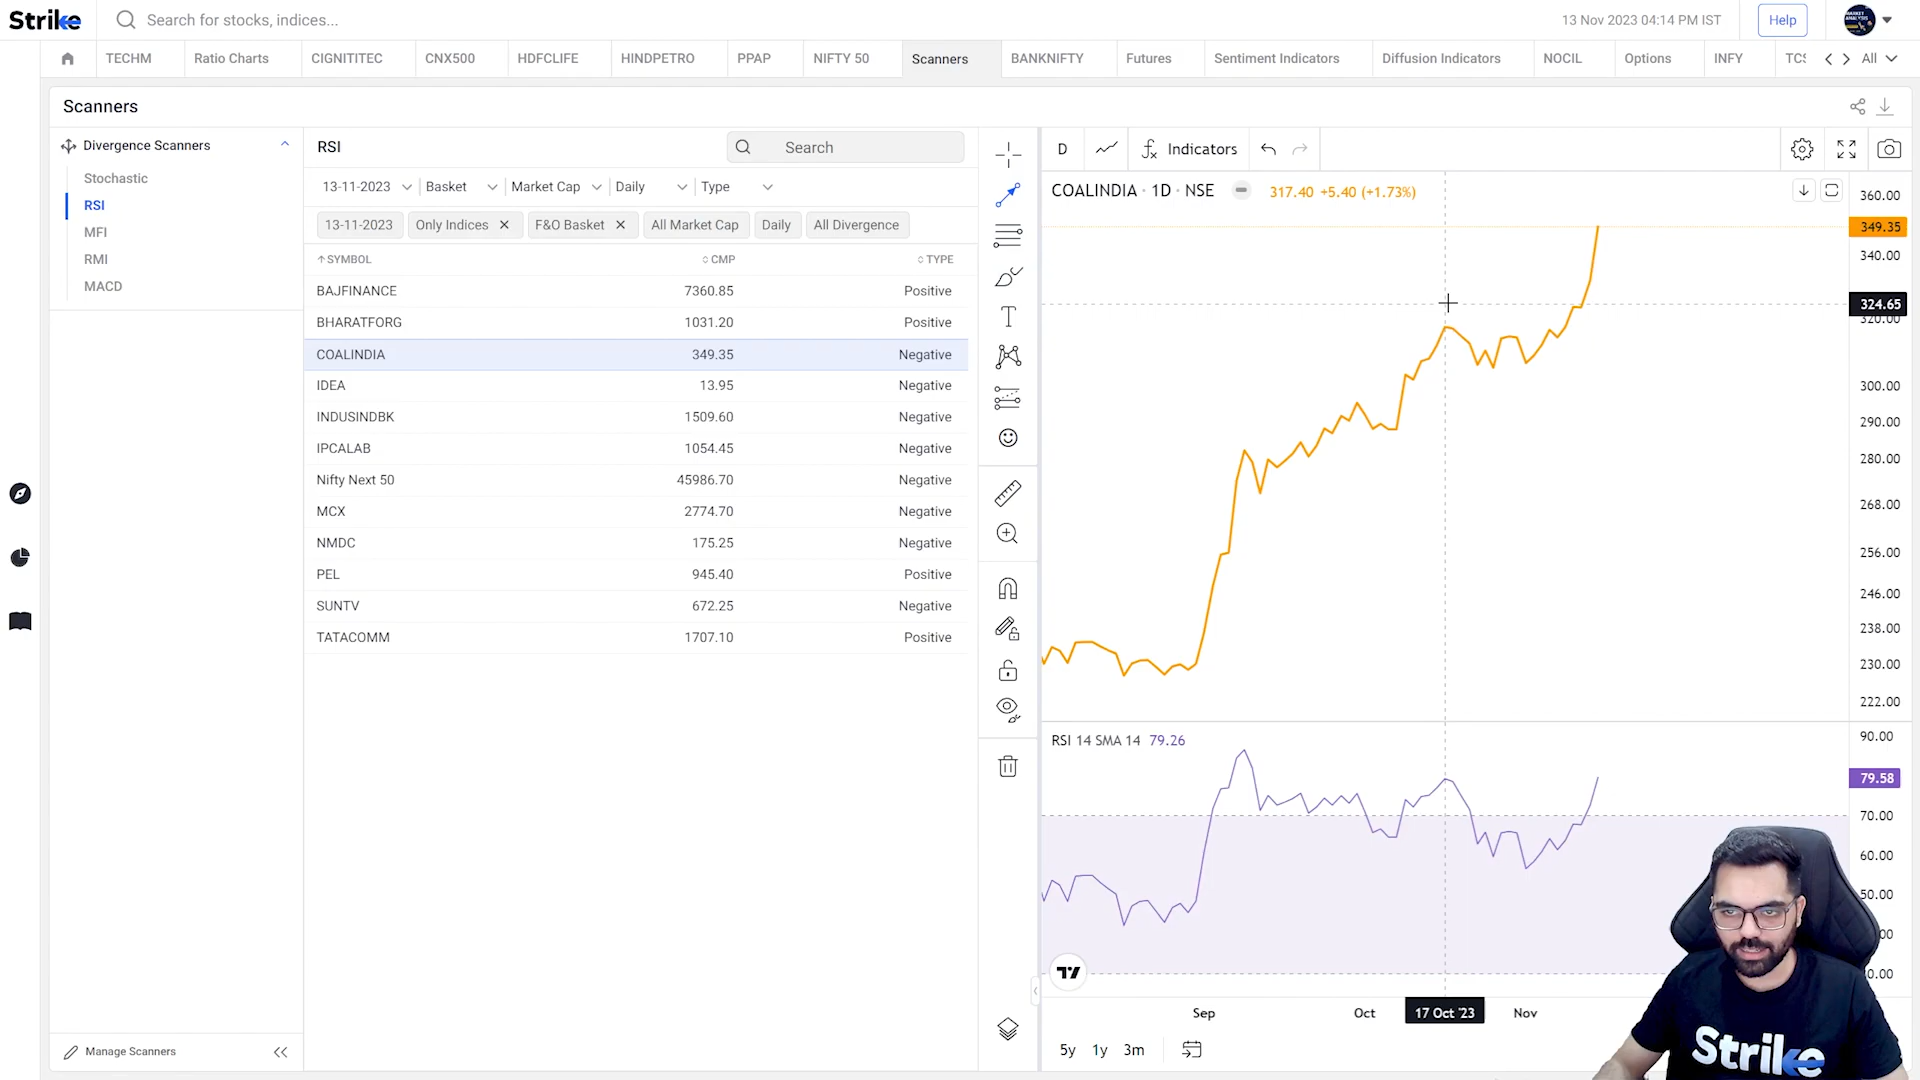 Strike
Search for stocks, indices...
13 Nov 2023 04:14 PM IST
Help
TECHM
Ratio Charts
CIGNITITEC
CNX500
HDFCLIFE
HINDPETRO
PPAP
NIFTY 50
Scanners
BANKNIFTY
Futures
Sentiment Indicators
Diffusion Indicators
NOCIL
Options
INFY
TCS
All
Scanners
Divergence Scanners
Stochastic
RSI
MFI
RMI
MACD
Manage Scanners
RSI
Search
13-11-2023
Basket
Market Cap
Daily
Type
13-11-2023
Only Indices
F&O Basket
All Market Cap
Daily
All Divergence
SYMBOL CMP TYPE
BAJFINANCE 7360.85 Positive
BHARATFORG 1031.20 Positive
COALINDIA 349.35 Negative
IDEA 13.95 Negative
INDUSINDBK 1509.60 Negative
IPCALAB 1054.45 Negative
Nifty Next 50 45986.70 Negative
MCX 2774.70 Negative
NMDC 175.25 Negative
PEL 945.40 Positive
SUNTV 672.25 Negative
TATACOMM 1707.10 Positive
D
Indicators
COALINDIA · 1D · NSE
317.40 +5.40 (+1.73%)
360.00
349.35
340.00
324.65
320.00
300.00
290.00
280.00
268.00
256.00
246.00
238.00
230.00
222.00
RSI 14 SMA 14 79.26
90.00
79.58
70.00
60.00
50.00
Sep
Oct
17 Oct '23
Nov
5y
1y
3m
Strike